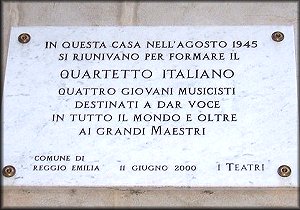 IN QUESTA CASA NELL'AGOSTO 1945
SI RIUNIVANO PER FORMARE IL
QUARTETTO ITALIANO
QUATTRO GIOVANI MUSICISTI
DESTINATI A DAR VOCE
IN TUTTO IL MONDO E OLTRE
AI GRANDI MAESTRI
COMUNE DI
REGGIO EMILIA 11 GIUGNO 2000 I TEATRI